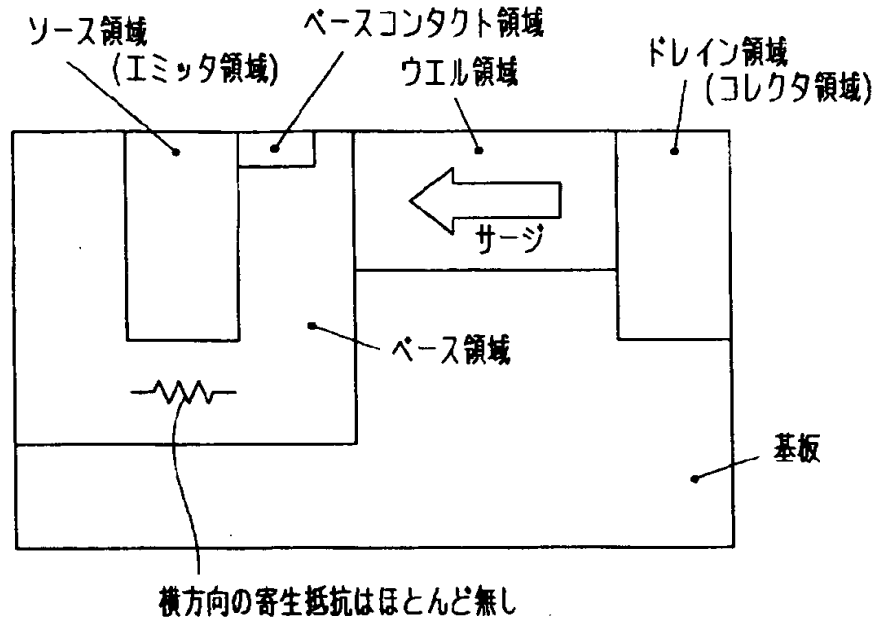 ソース領域
(エミッタ領域)
ベースコンタクト領域
ウエル領域
ドレイン領域
(コレクタ領域)
サージ
ベース領域
基板
横方向の寄生抵抗はほとんど無し